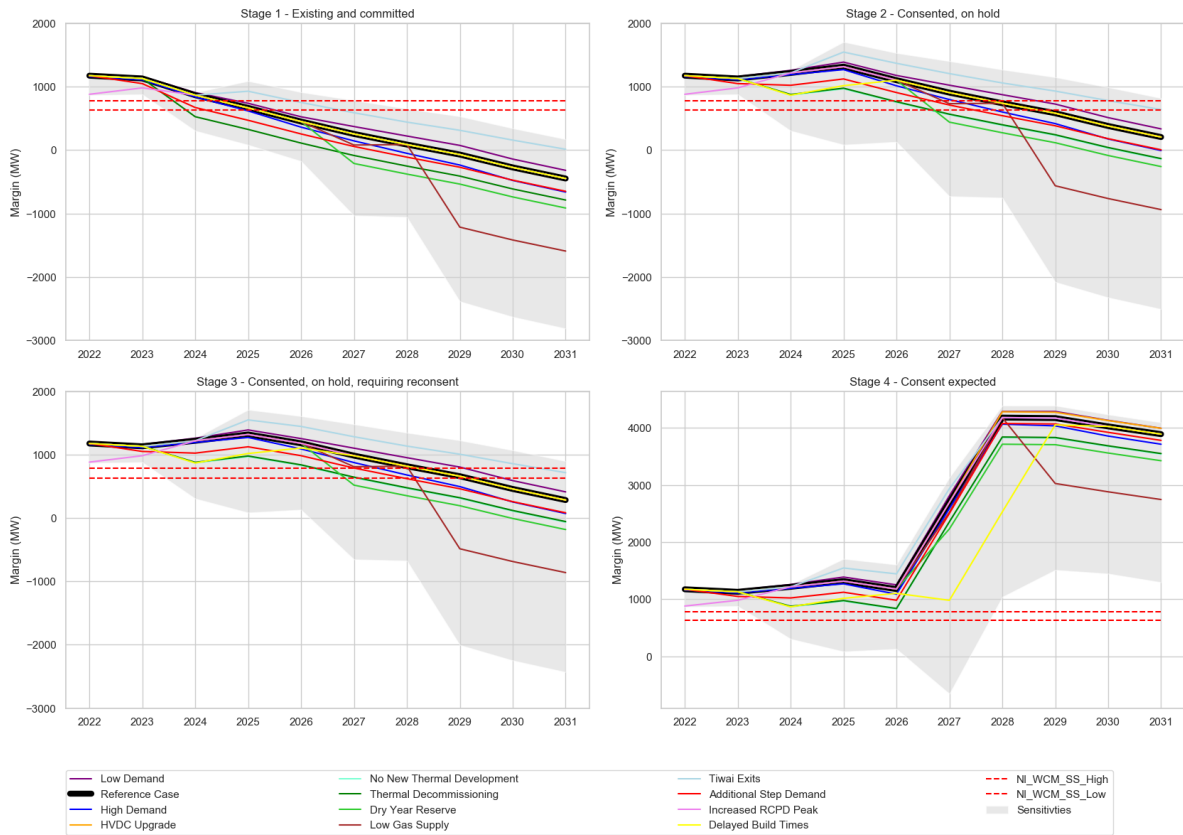 Stage 1 - Existing and committed
Stage 2 - Consented, on hold
2000
1000
0
−1000
−2000
−3000
Margin (MW)
2022 2023 2024 2025 2026 2027 2028 2029 2030 2031
2000
1000
0
−1000
−2000
−3000
Margin (MW)
2022 2023 2024 2025 2026 2027 2028 2029 2030 2031
Stage 3 - Consented, on hold, requiring reconsent
Stage 4 - Consent expected
2000
1000
0
−1000
−2000
−3000
Margin (MW)
2022 2023 2024 2025 2026 2027 2028 2029 2030 2031
4000
3000
2000
1000
0
Margin (MW)
2022 2023 2024 2025 2026 2027 2028 2029 2030 2031
Low Demand
Reference Case
High Demand
HVDC Upgrade
No New Thermal Development
Thermal Decommissioning
Dry Year Reserve
Low Gas Supply
Tiwai Exits
Additional Step Demand
Increased RCPD Peak
Delayed Build Times
NI_WCM_SS_High
NI_WCM_SS_Low
Sensitivties